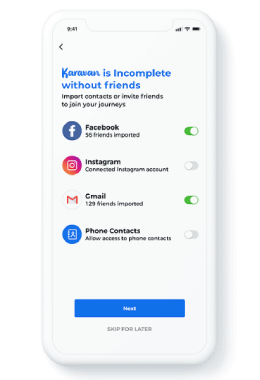 9:41
Karavan is Incomplete
without friends
Import contacts or invite friends
to join your journeys
Facebook
56 friends imported
Instagram
Connected Instagram account
Gmail
129 friends imported
Phone Contacts
Allow access to phone contacts
Next
SKIP FOR LATER